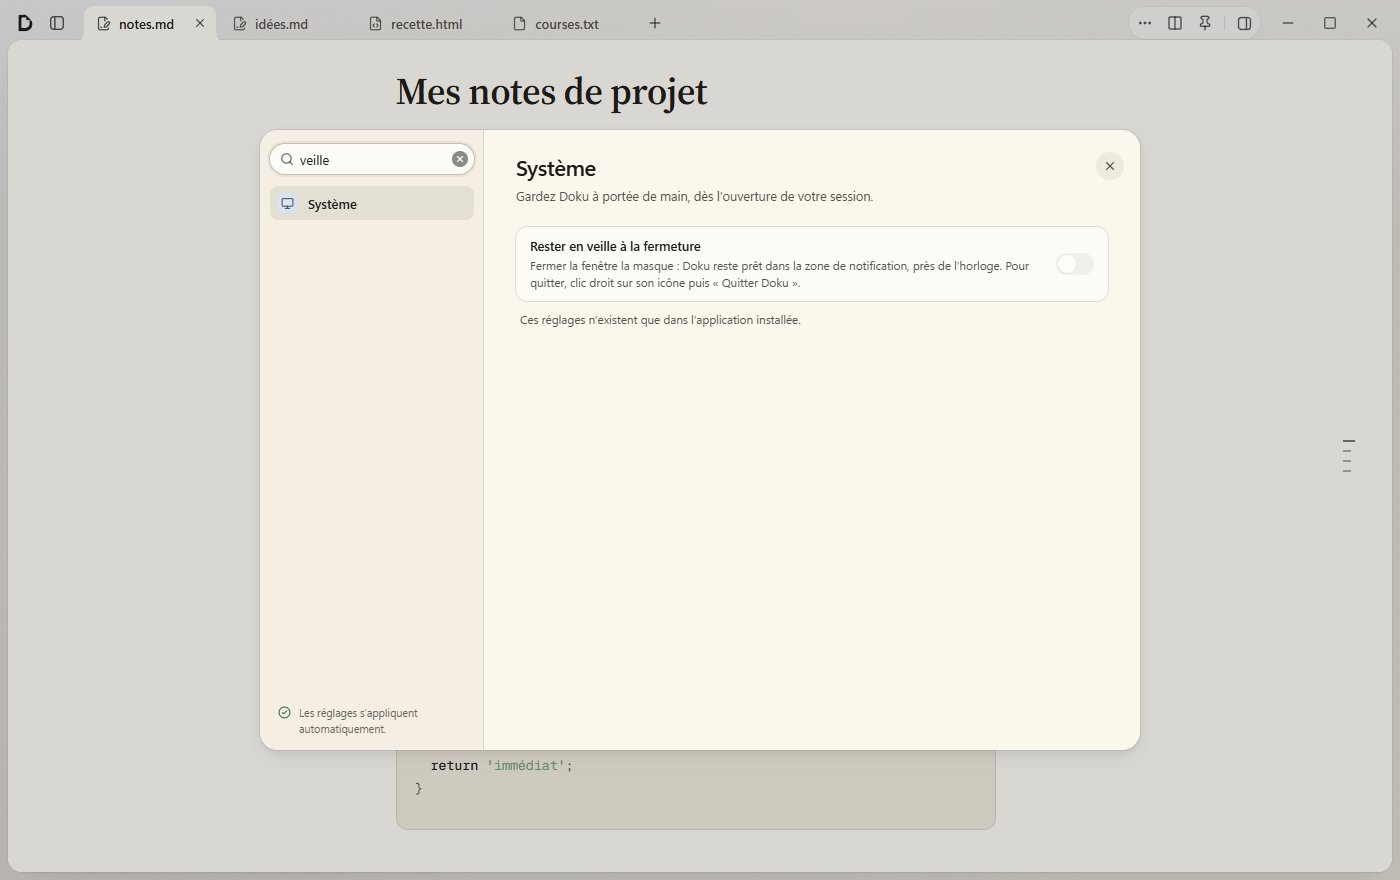 notes.md
idées.md
recette.html
courses.txt
Mes notes de projet
veille
Système
Les réglages s'appliquent
automatiquement.
Système
Gardez Doku à portée de main, dès l'ouverture de votre session.
Rester en veille à la fermeture
Fermer la fenêtre la masque : Doku reste prêt dans la zone de notification, près de l'horloge. Pour
quitter, clic droit sur son icône puis « Quitter Doku ».
Ces réglages n'existent que dans l'application installée.
return 'immédiat';
}